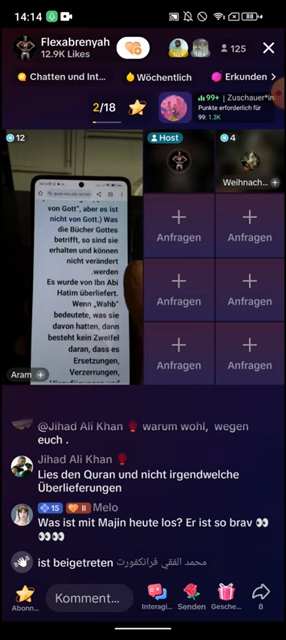 14:14
88
Flexabrenyah
12.9K Likes
125
Chatten und Int...
Wöchentlich
Erkunden
2/18
99+ | Zuschauer*in
Punkte erforderlich
für 99: 1.3K
12
Host
4
von Gott", aber es ist
nicht von Gott.) Was
die Bücher Gottes
betrifft, so sind sie
erhalten und können
nicht verändert
.werden
Es wurde von Ibn Abi
Hatim überliefert.
Wenn „Wahb"
bedeutete, was sie
davon hatten, dann
besteht kein Zweifel
daran, dass es
Ersetzungen,
Verzerrungen,
Hinzufügungen und
Aram
Weihnach...
Anfragen
Anfragen
Anfragen
Anfragen
Anfragen
Anfragen
@Jihad Ali Khan 🌹 warum wohl, wegen
euch .
Jihad Ali Khan 🌹
Lies den Quran und nicht irgendwelche
Überlieferungen
15 II Melo
Was ist mit Majin heute los? Er ist so brav 👀
👀👀
محمد الفقي فرانكفورت ist beigetreten
Abonn...
Komment...
Interagi...
Senden
Gesche...
8